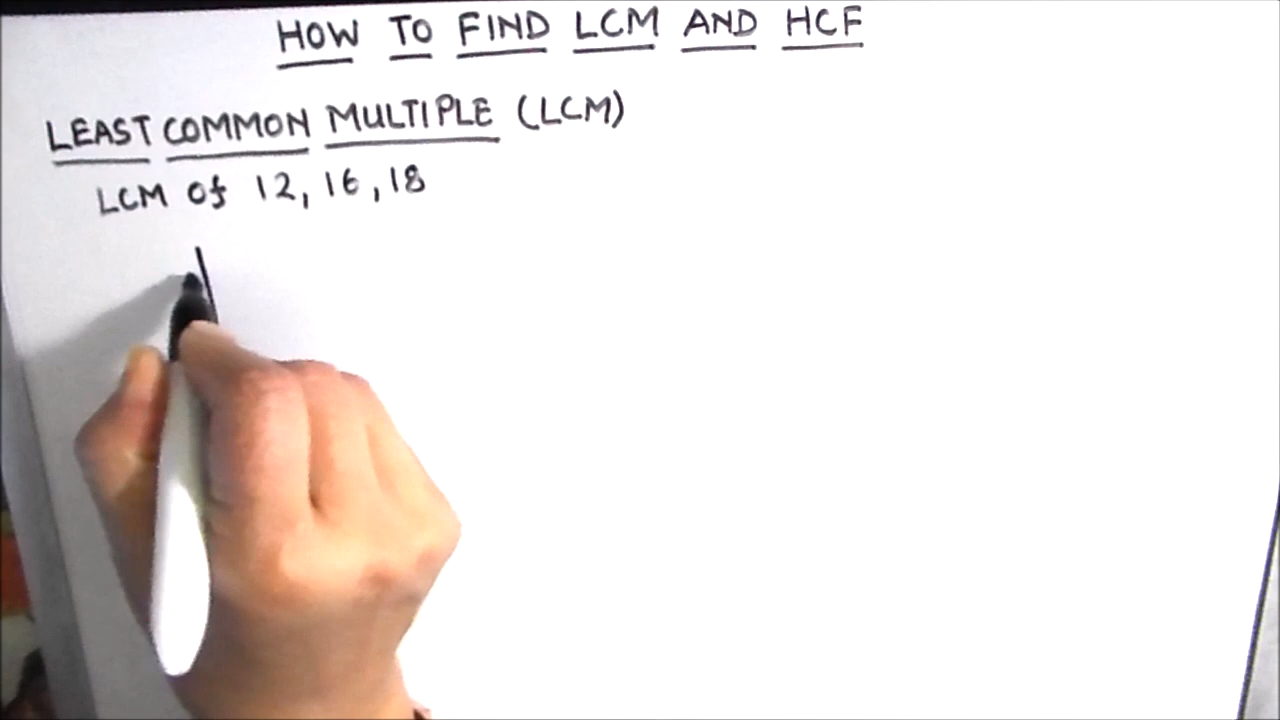 HOW TO FIND LCM AND HCF
LEAST COMMON MULTIPLE (LCM)
LCM of 12, 16, 18